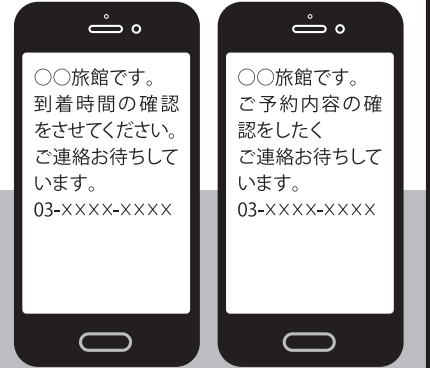 ○○旅館です。
到着時間の確認
をさせてください。
ご連絡お待ちして
います。
03-××××-××××
○○旅館です。
ご予約内容の確
認をしたく
ご連絡お待ちして
います。
03-××××-××××